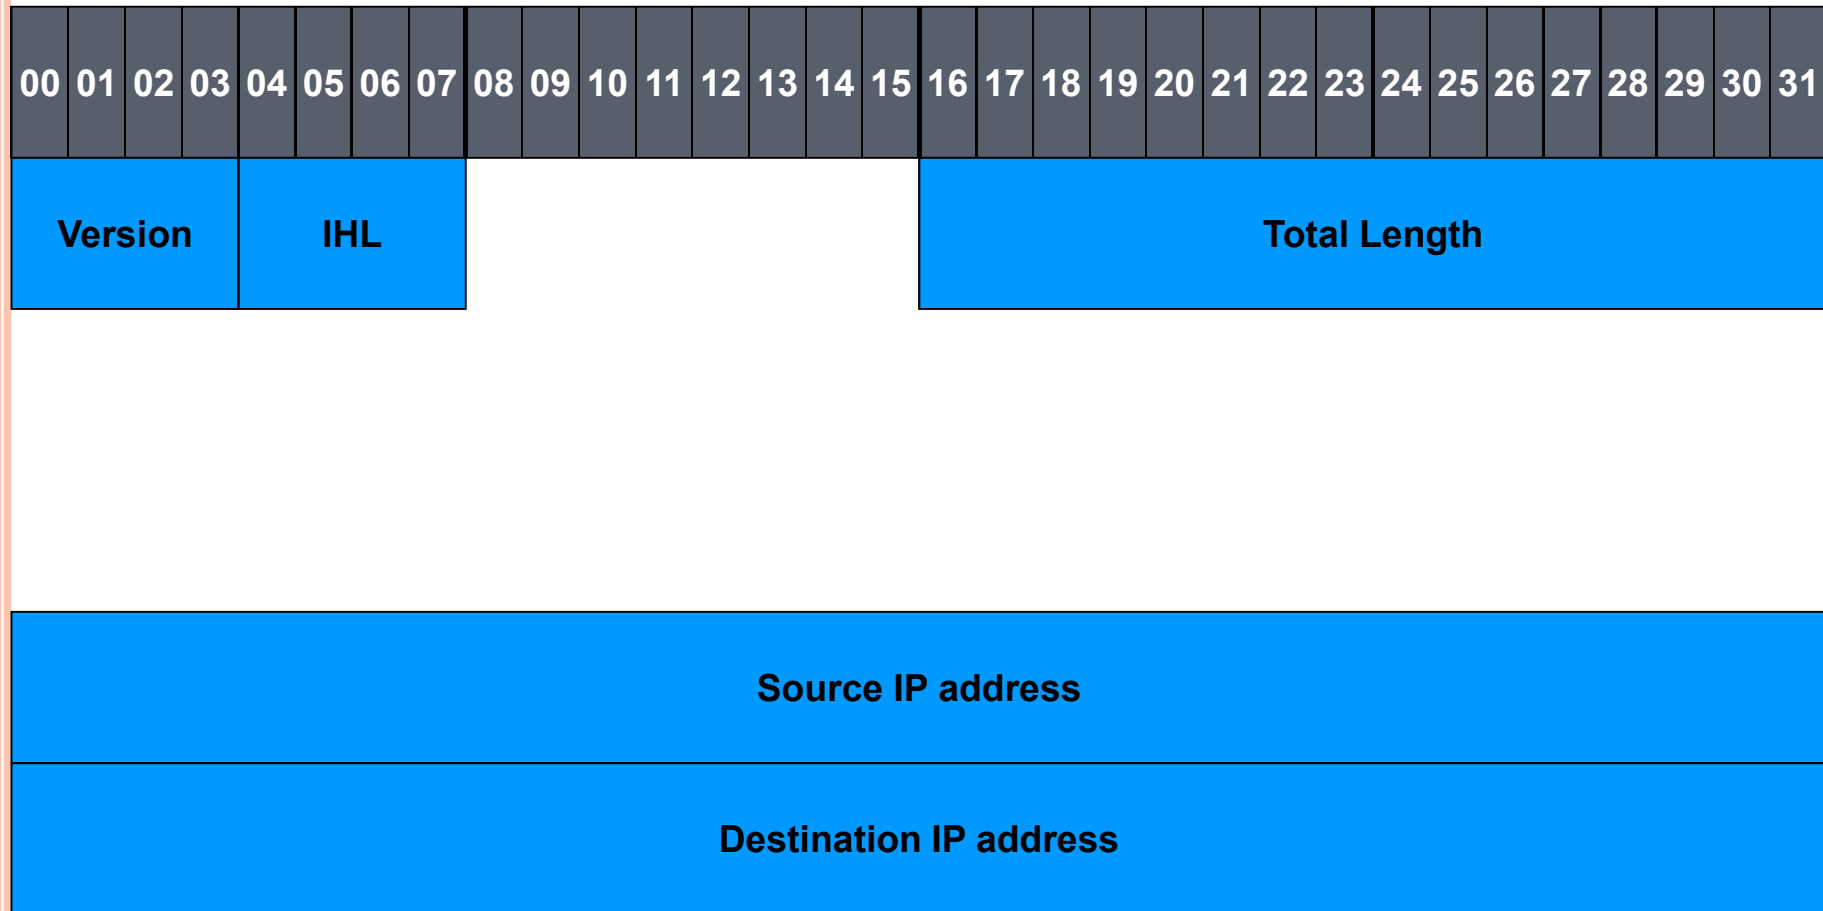 00 01 02 03 04 05 06 07 08 09 10 11 12 13 14 15 16 17 18 19 20 21 22 23 24 25 26 27 28 29 30 31
Version IHL Total Length
Source IP address
Destination IP address